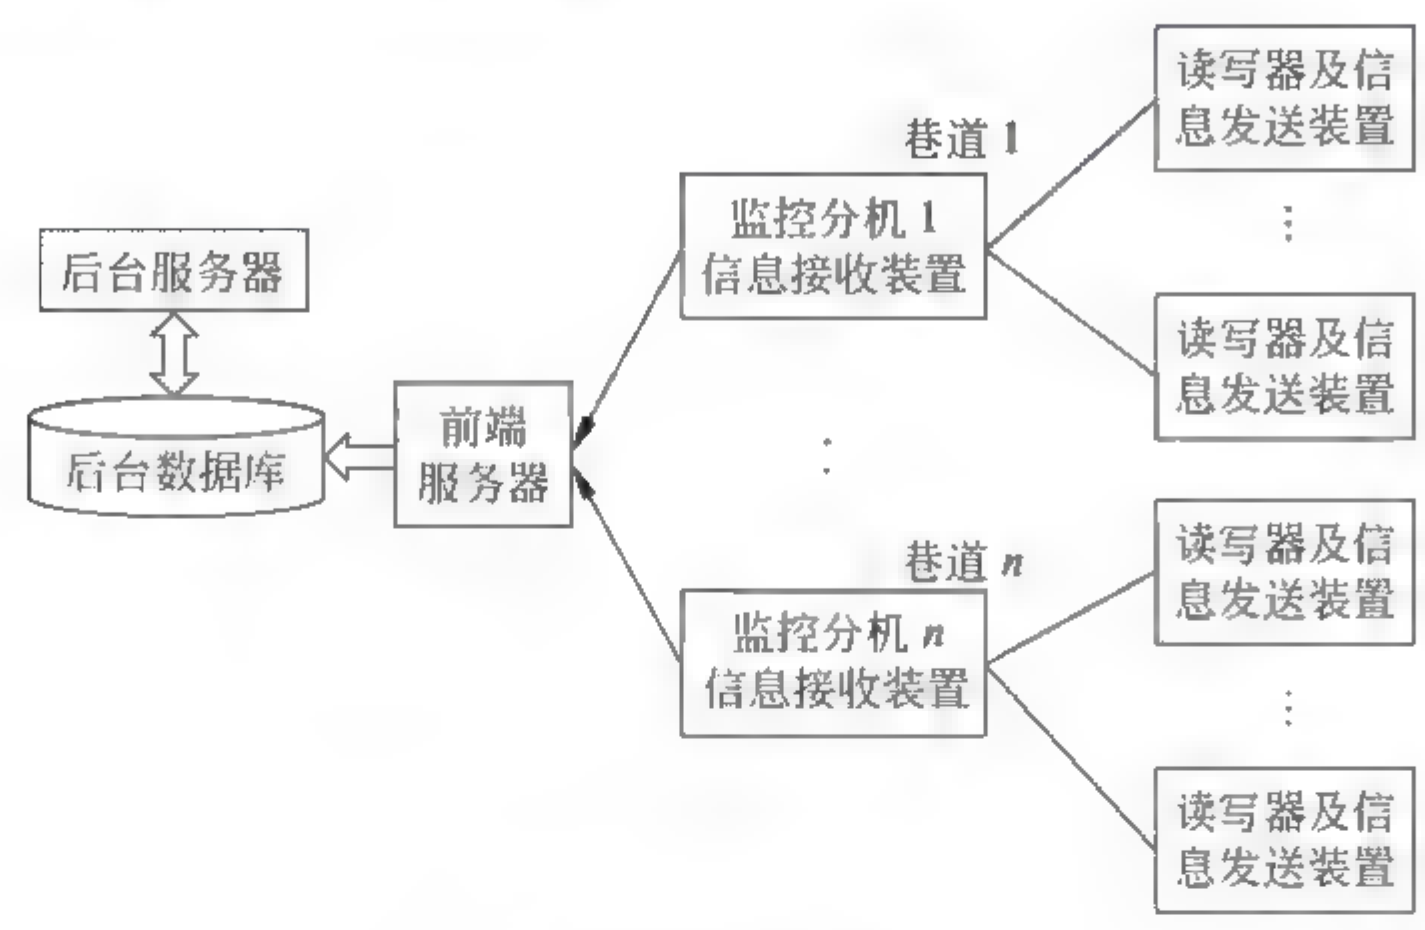 读写器及信
息发送装置
巷道 1
监控分机 1
信息接收装置
后台服务器
读写器及信
息发送装置
前端
服务器
后台数据库
读写器及信
息发送装置
巷道 n
监控分机 n
信息接收装置
读写器及信
息发送装置